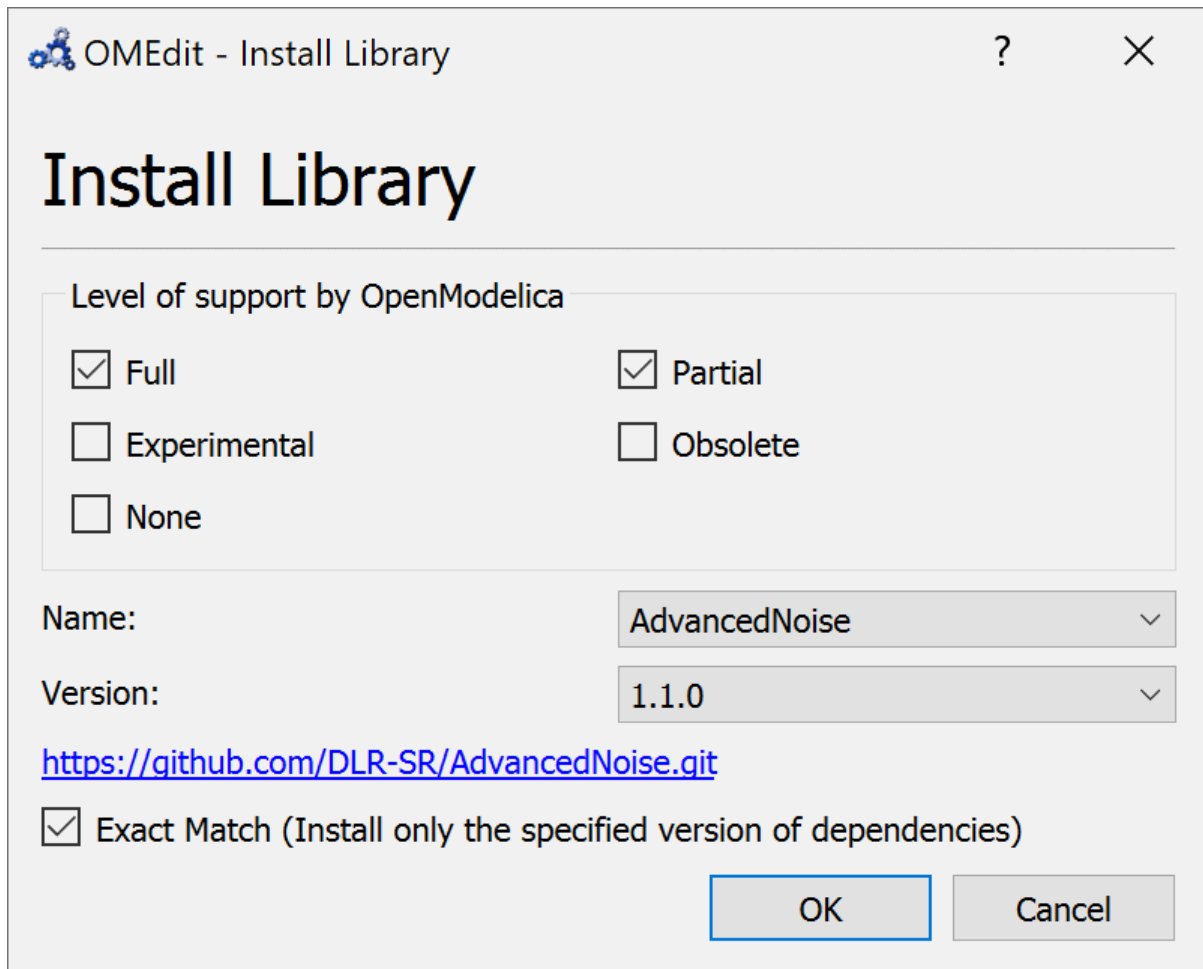 OMEdit - Install Library ?
Install Library
Level of support by OpenModelica
Full Partial
Experimental Obsolete
None
Name: AdvancedNoise
Version: 1.1.0
https://github.com/DLR-SR/AdvancedNoise.git
Exact Match (Install only the specified version of dependencies)
OK Cancel